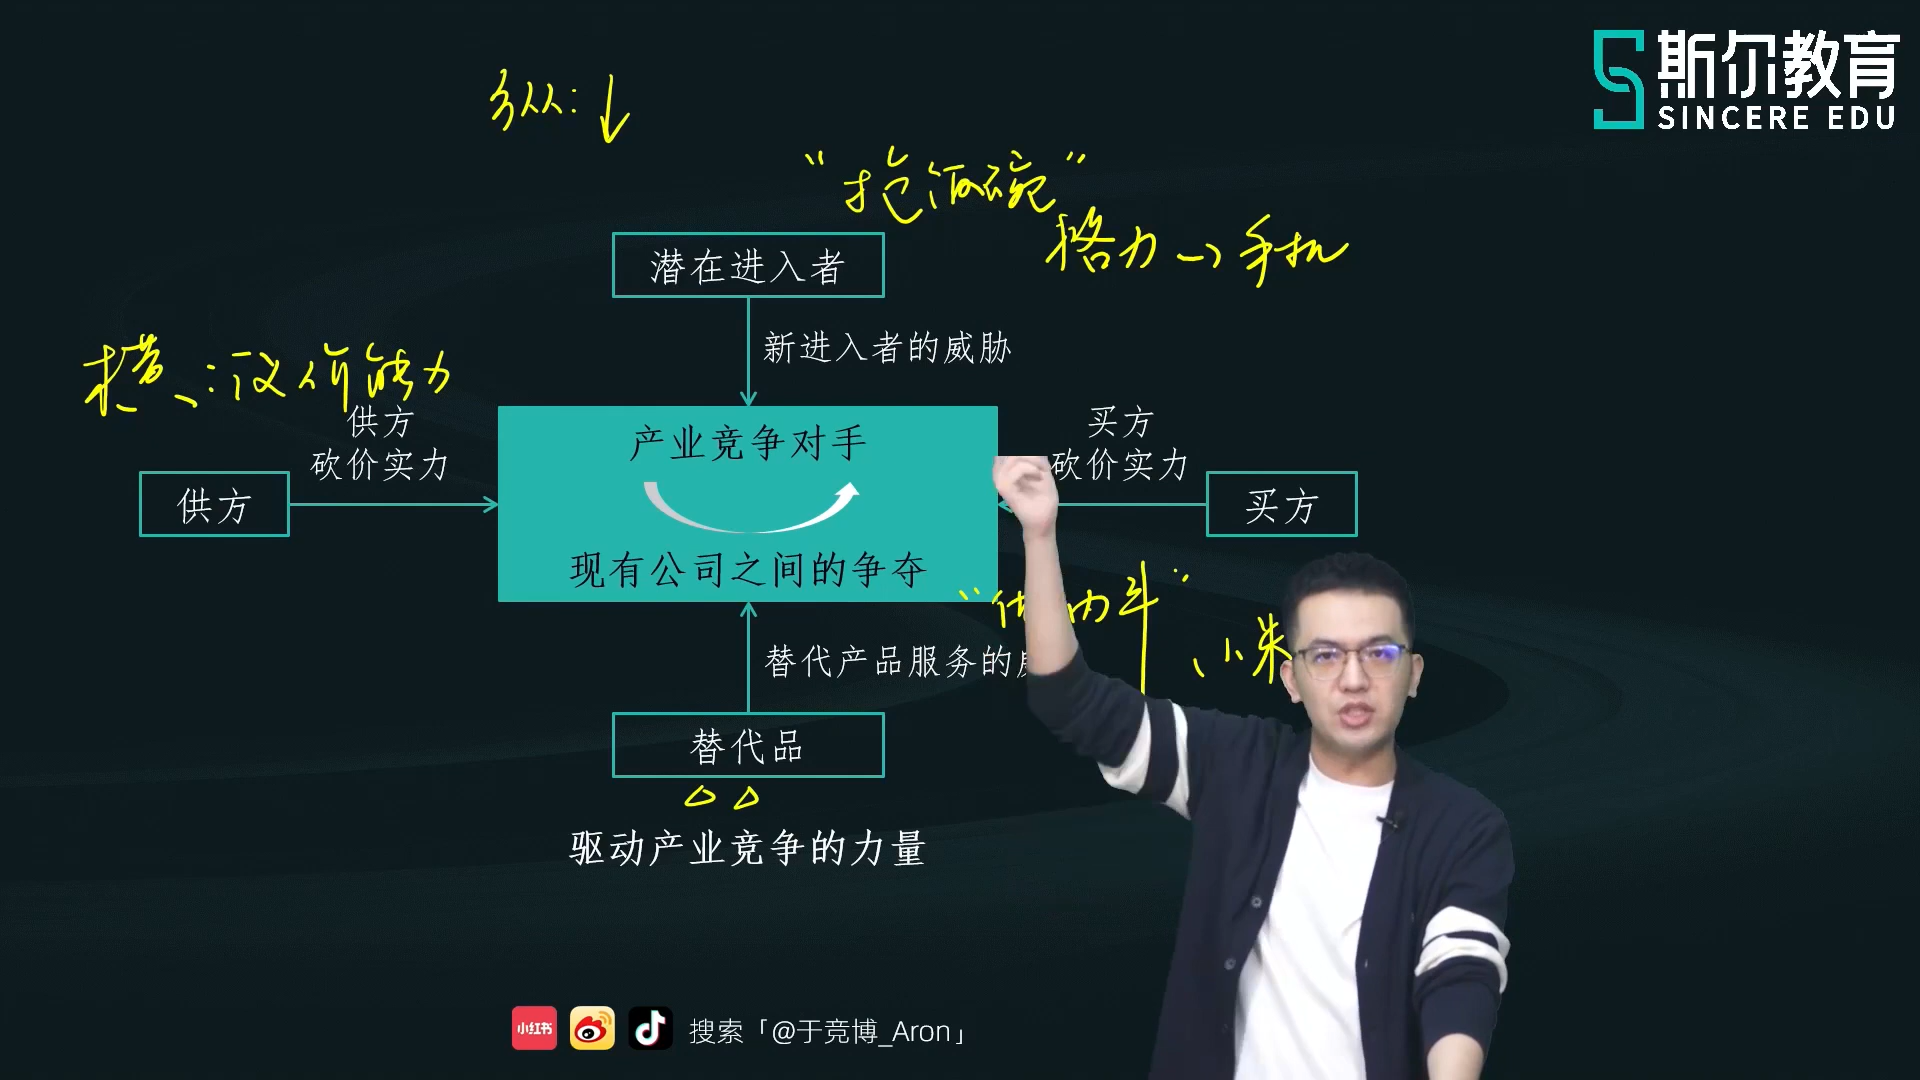 斯尔教育
SINCERE EDU
纵:↓
“抢饭碗”
格力→手机
潜在进入者
新进入者的威胁
横、:议价能力
供方
砍价实力
买方
砍价实力
供方
产业竞争对手
现有公司之间的争夺
买方
替代产品服务的
替代品
△ △
驱动产业竞争的力量
小红书
搜索「@于竞博_Aron」